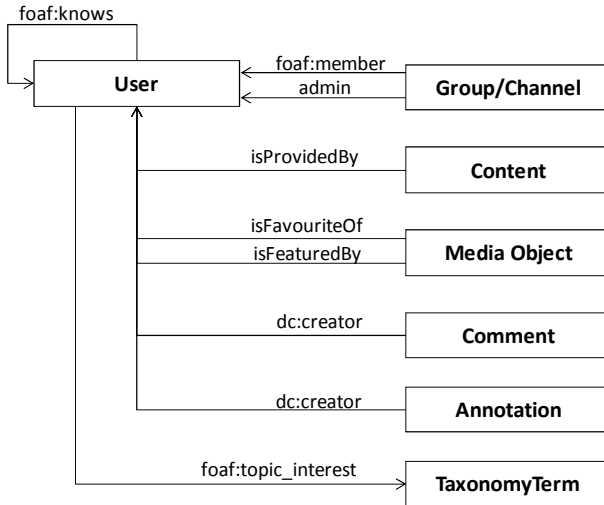 foaf:knows
User
foaf:member
admin
Group/Channel
isProvidedBy
Content
isFavouriteOf
isFeaturedBy
Media Object
dc:creator
Comment
dc:creator
Annotation
foaf:topic_interest
TaxonomyTerm